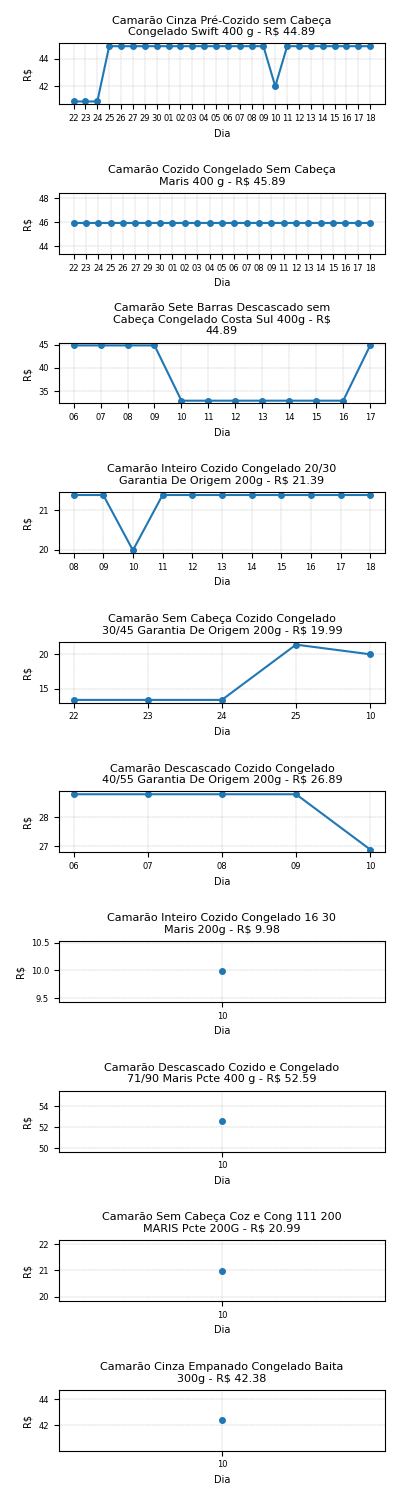 Camarão Cinza Pré-Cozido sem Cabeça
Congelado Swift 400 g - R$ 44.89
44
42
R$
22 23 24 25 26 27 29 30 01 02 03 04 05 06 07 08 09 10 11 12 13 14 15 16 17 18
Dia
Camarão Cozido Congelado Sem Cabeça
Maris 400 g - R$ 45.89
48
46
44
R$
22 23 24 25 26 27 29 30 01 02 03 04 05 06 07 08 09 11 12 13 14 15 16 17 18
Dia
Camarão Sete Barras Descascado sem
Cabeça Congelado Costa Sul 400g - R$
44.89
45
40
35
R$
06 07 08 09 10 11 12 13 14 15 16 17
Dia
Camarão Inteiro Cozido Congelado 20/30
Garantia De Origem 200g - R$ 21.39
21
20
R$
08 09 10 11 12 13 14 15 16 17 18
Dia
Camarão Sem Cabeça Cozido Congelado
30/45 Garantia De Origem 200g - R$ 19.99
20
15
R$
22 23 24 25 10
Dia
Camarão Descascado Cozido Congelado
40/55 Garantia De Origem 200g - R$ 26.89
28
27
R$
06 07 08 09 10
Dia
Camarão Inteiro Cozido Congelado 16 30
Maris 200g - R$ 9.98
10.5
10.0
9.5
R$
10
Dia
Camarão Descascado Cozido e Congelado
71/90 Maris Pcte 400 g - R$ 52.59
54
52
50
R$
10
Dia
Camarão Sem Cabeça Coz e Cong 111 200
MARIS Pcte 200G - R$ 20.99
22
21
20
R$
10
Dia
Camarão Cinza Empanado Congelado Baita
300g - R$ 42.38
44
42
R$
10
Dia